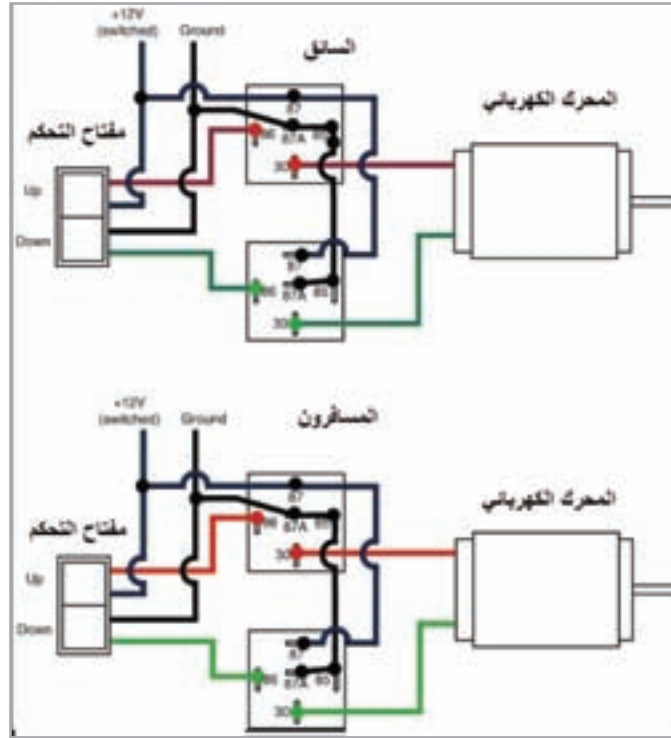 +12V
(switched)
Ground
السائق
المحرك الكهربائي
مفتاح التحكم
Up
Down
87
86
87A
85
30
87
86
87A
85
30
+12V
(switched)
Ground
المسافرون
المحرك الكهربائي
مفتاح التحكم
Up
Down
87
86
87A
85
30
87
86
87A
85
30